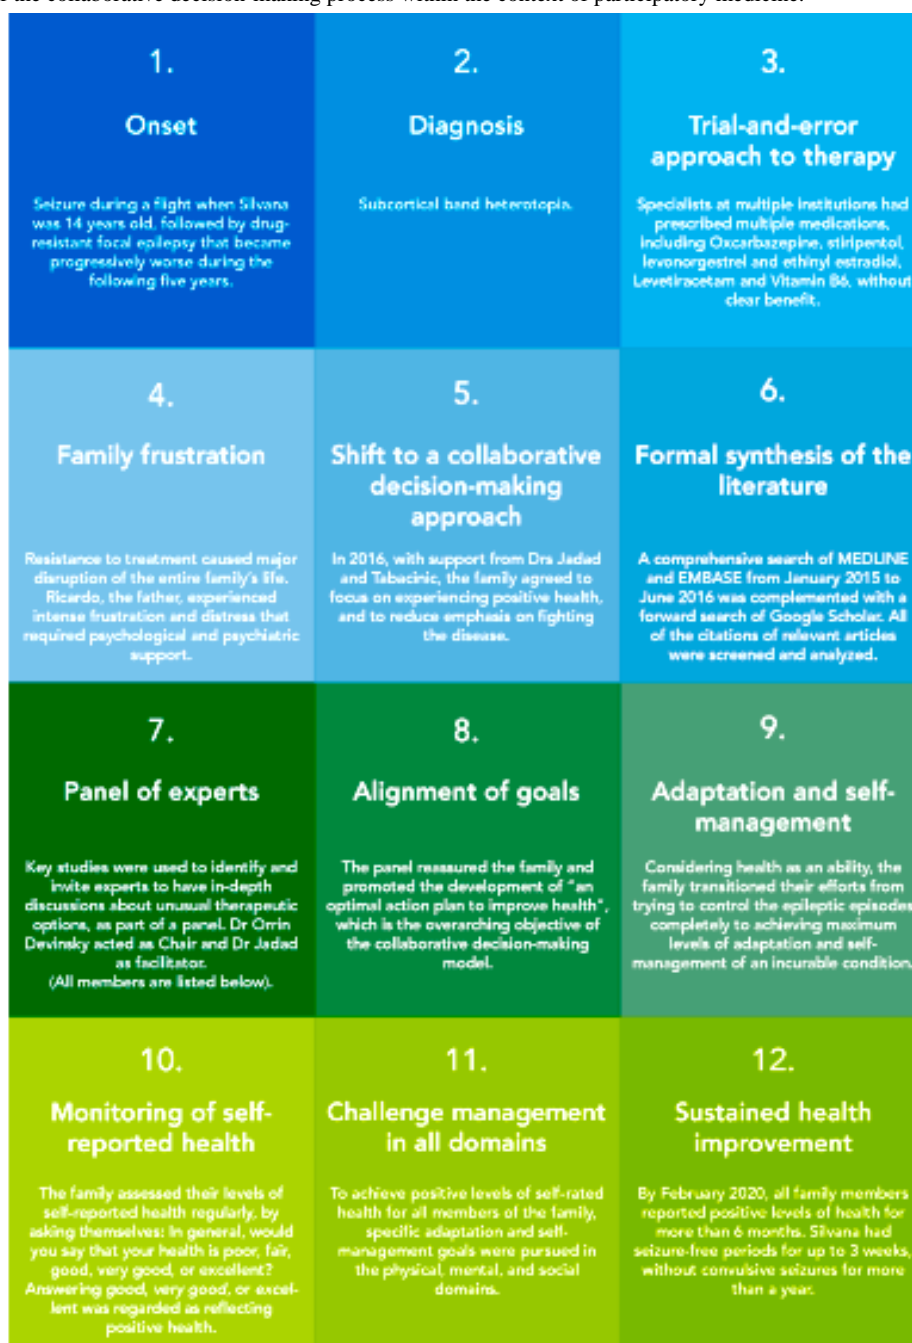 the collaborative decision-making process within the context of participatory medicine.
1.
Onset
Seizure during a flight when Silvana
was 14 years old, followed by drug-
resistant focal epilepsy that became
progressively worse during the
following five years.
2.
Diagnosis
Subcortical band heterotopia.
3.
Trial-and-error
approach to therapy
Specialists at multiple institutions had
prescribed multiple medications,
including Oxcarbazepine, stiripentol,
levonorgestrel and ethinyl estradiol,
Levetiracetam and Vitamin B6, without
clear benefit.
4.
Family frustration
Resistance to treatment caused major
disruption of the entire family's life.
Ricardo, the father, experienced
intense frustration and distress that
required psychological and psychiatric
support.
5.
Shift to a collaborative
decision-making
approach
In 2016, with support from Drs Jadad
and Tabacinic, the family agreed to
focus on experiencing positive health,
and to reduce emphasis on fighting
the disease.
6.
Formal synthesis of the
literature
A comprehensive search of MEDLINE
and EMBASE from January 2015 to
June 2016 was complemented with a
forward search of Google Scholar. All
of the citations of relevant articles
were screened and analyzed.
7.
Panel of experts
Key studies were used to identify and
invite experts to have in-depth
discussions about unusual therapeutic
options, as part of a panel. Dr Orrin
Devinsky acted as Chair and Dr Jadad
as facilitator.
(All members are listed below).
8.
Alignment of goals
The panel reassured the family and
promoted the development of "an
optimal action plan to improve health",
which is the overarching objective of
the collaborative decision-making
model.
9.
Adaptation and self-
management
Considering health as an ability, the
family transitioned their efforts from
trying to control the epileptic episodes
completely to achieving maximum
levels of adaptation and self-
management of an incurable condition.
10.
Monitoring of self-
reported health
The family assessed their levels of
self-reported health regularly, by
asking themselves: In general, would
you say that your health is poor, fair,
good, very good, or excellent?
Answering good, very good, or excel-
lent was regarded as reflecting
positive health.
11.
Challenge management
in all domains
To achieve positive levels of self-rated
health for all members of the family,
specific adaptation and self-
management goals were pursued in
the physical, mental, and social
domains.
12.
Sustained health
improvement
By February 2020, all family members
reported positive levels of health for
more than 6 months. Silvana had
seizure-free periods for up to 3 weeks,
without convulsive seizures for more
than a year.